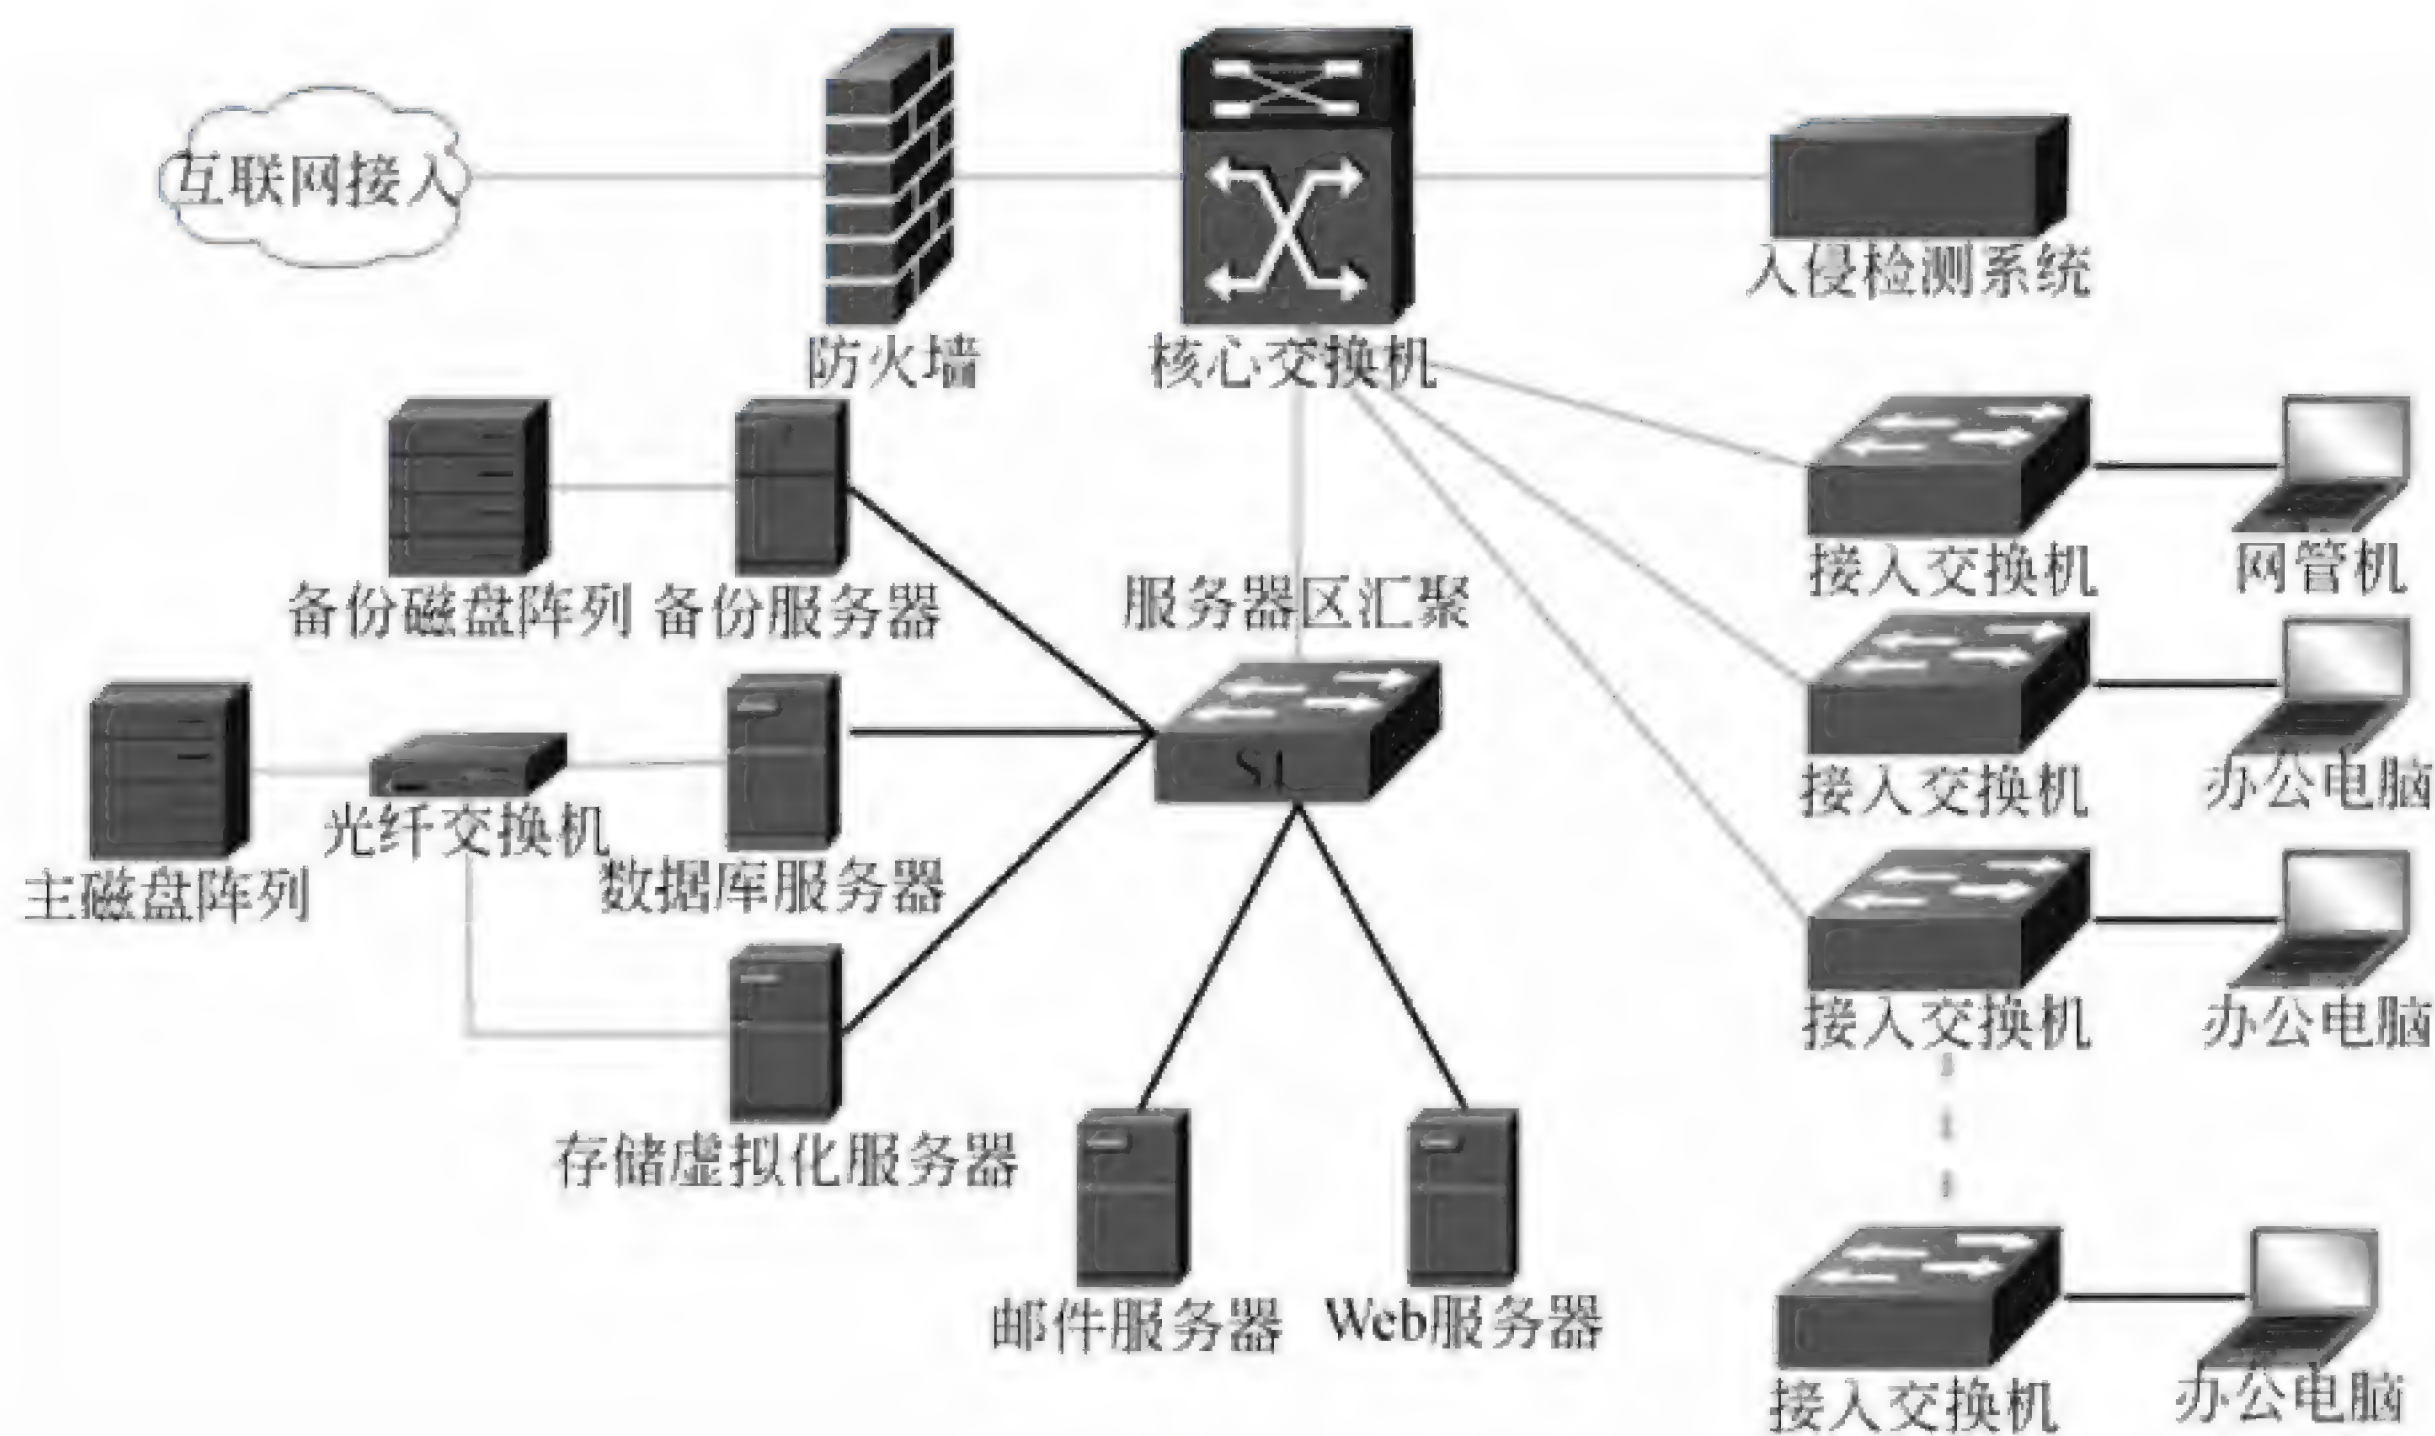 互联网接入
防火墙
核心交换机
入侵检测系统
备份磁盘阵列
备份服务器
服务器区汇聚
接入交换机
网管机
主磁盘阵列
光纤交换机
数据库服务器
S1
接入交换机
办公电脑
存储虚拟化服务器
接入交换机
办公电脑
邮件服务器
Web服务器
接入交换机
办公电脑